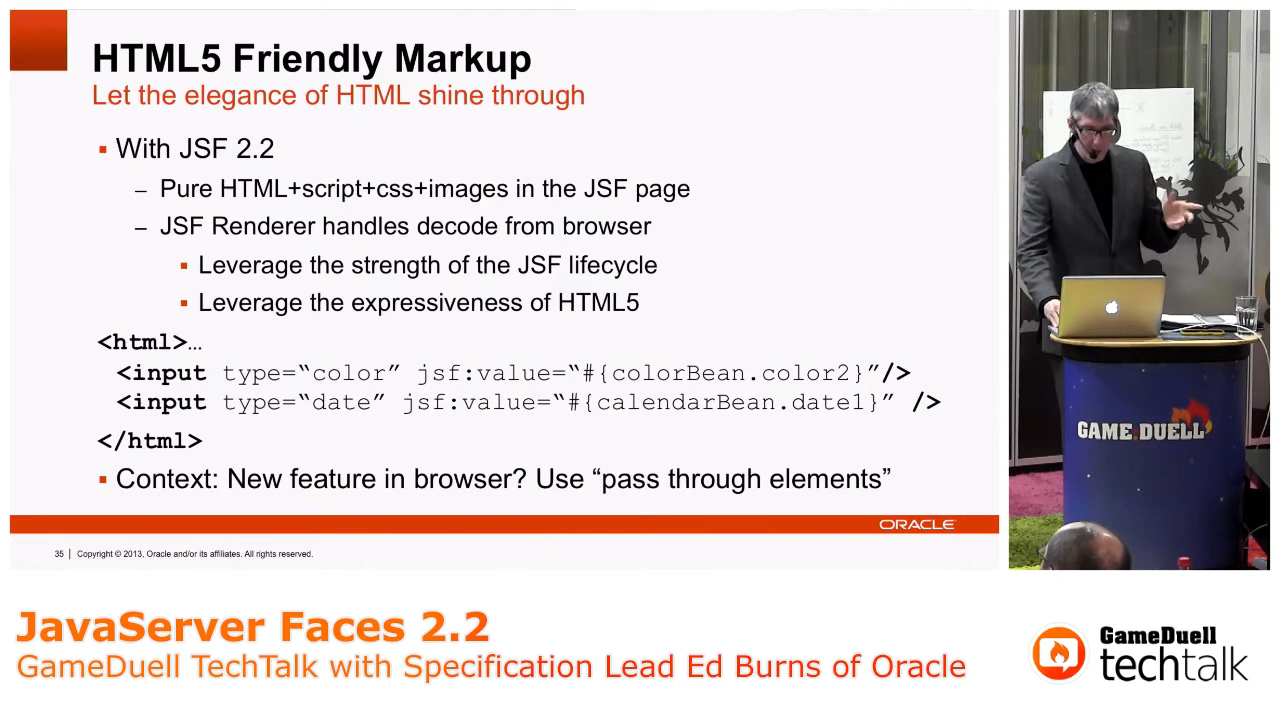 HTML5 Friendly Markup
Let the elegance of HTML shine through
▪ With JSF 2.2
– Pure HTML+script+css+images in the JSF page
– JSF Renderer handles decode from browser
▪ Leverage the strength of the JSF lifecycle
▪ Leverage the expressiveness of HTML5
<html>…
<input type=“color” jsf:value=“#{colorBean.color2}”/>
<input type=“date” jsf:value=“#{calendarBean.date1}” />
</html>
▪ Context: New feature in browser? Use “pass through elements”
ORACLE
35 | Copyright © 2013, Oracle and/or its affiliates. All rights reserved.
GAME DUELL
JavaServer Faces 2.2
GameDuell TechTalk with Specification Lead Ed Burns of Oracle
GameDuell
techtalk